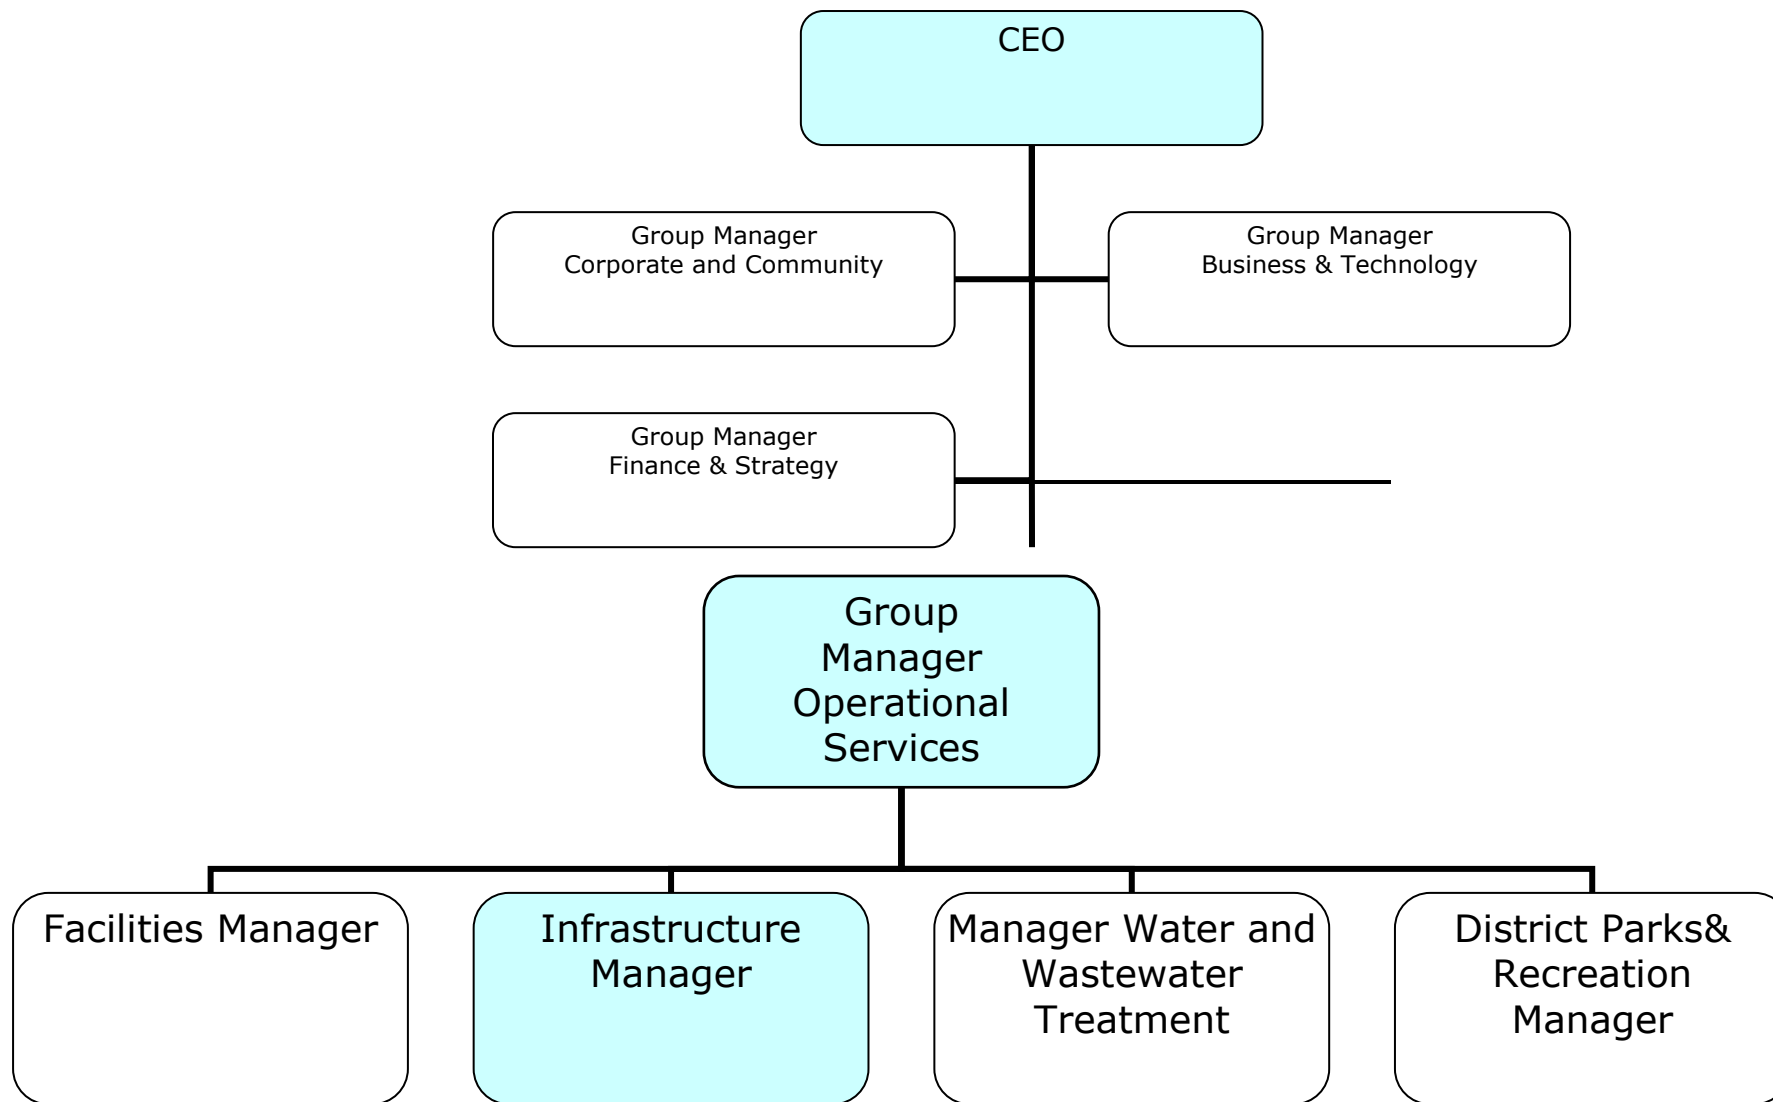 CEO
Group Manager
Corporate and Community
Group Manager
Business & Technology
Group Manager
Finance & Strategy
Group
Manager
Operational
Services
Facilities Manager
Infrastructure
Manager
Manager Water and
Wastewater
Treatment
District Parks&
Recreation
Manager